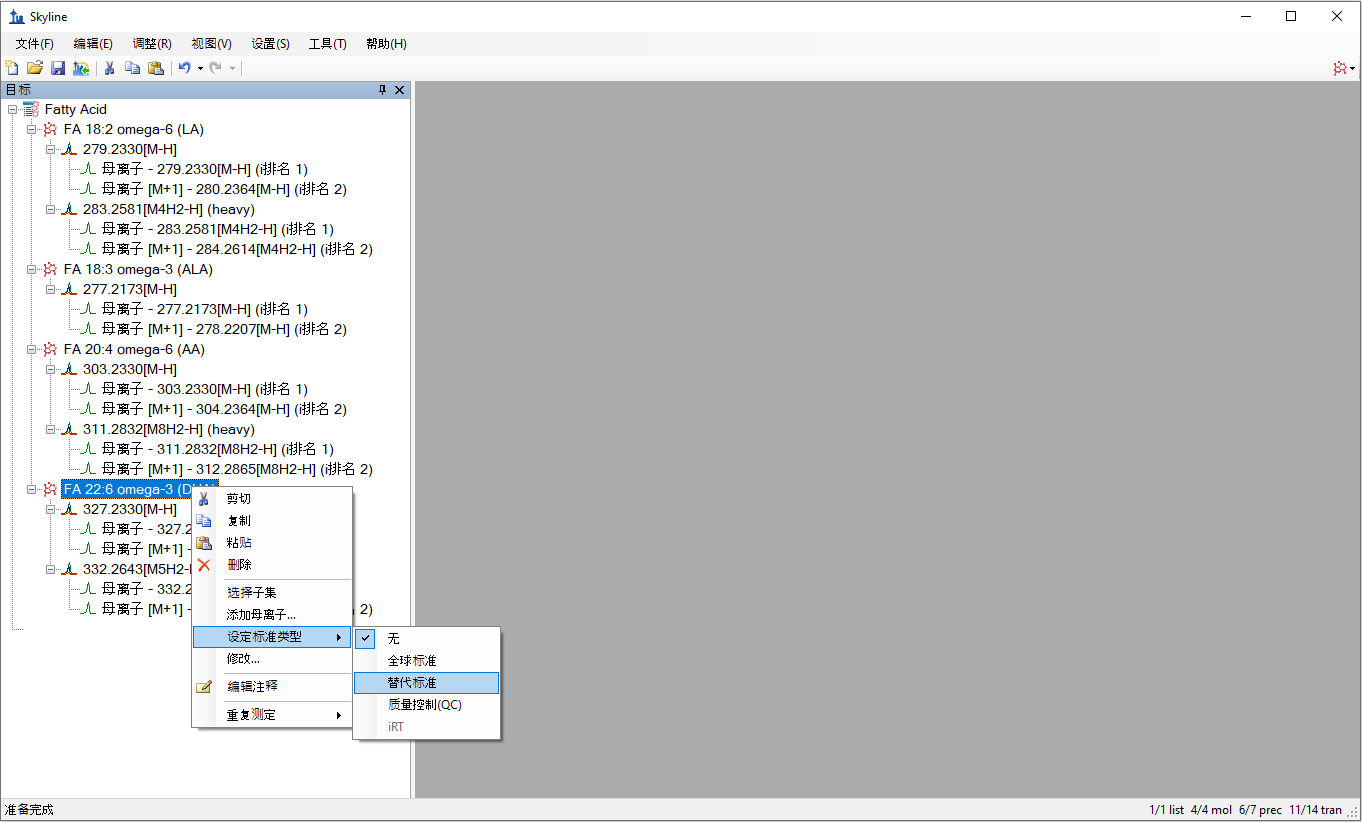 Skyline
文件(F) 编辑(E) 调整(R) 视图(V) 设置(S) 工具(T) 帮助(H)
目标
Fatty Acid
FA 18:2 omega-6 (LA)
279.2330[M-H]
母离子 - 279.2330[M-H] (i排名 1)
母离子 [M+1] - 280.2364[M-H] (i排名 2)
283.2581[M4H2-H] (heavy)
母离子 - 283.2581[M4H2-H] (i排名 1)
母离子 [M+1] - 284.2614[M4H2-H] (i排名 2)
FA 18:3 omega-3 (ALA)
277.2173[M-H]
母离子 - 277.2173[M-H] (i排名 1)
母离子 [M+1] - 278.2207[M-H] (i排名 2)
FA 20:4 omega-6 (AA)
303.2330[M-H]
母离子 - 303.2330[M-H] (i排名 1)
母离子 [M+1] - 304.2364[M-H] (i排名 2)
311.2832[M8H2-H] (heavy)
母离子 - 311.2832[M8H2-H] (i排名 1)
母离子 [M+1] - 312.2865[M8H2-H] (i排名 2)
FA 22:6 omega-3
327.2330[M-H]
母离子 - 327.2
母离子 [M+1] -
332.2643[M5H2-
母离子 - 332.2
母离子 [M+1] - 2)
剪切
复制
粘贴
删除
选择子集
添加母离子...
设定标准类型
修改...
编辑注释
重复测定
无
全球标准
替代标准
质量控制(QC)
iRT
准备完成
1/1 list 4/4 mol 6/7 prec 11/14 tran